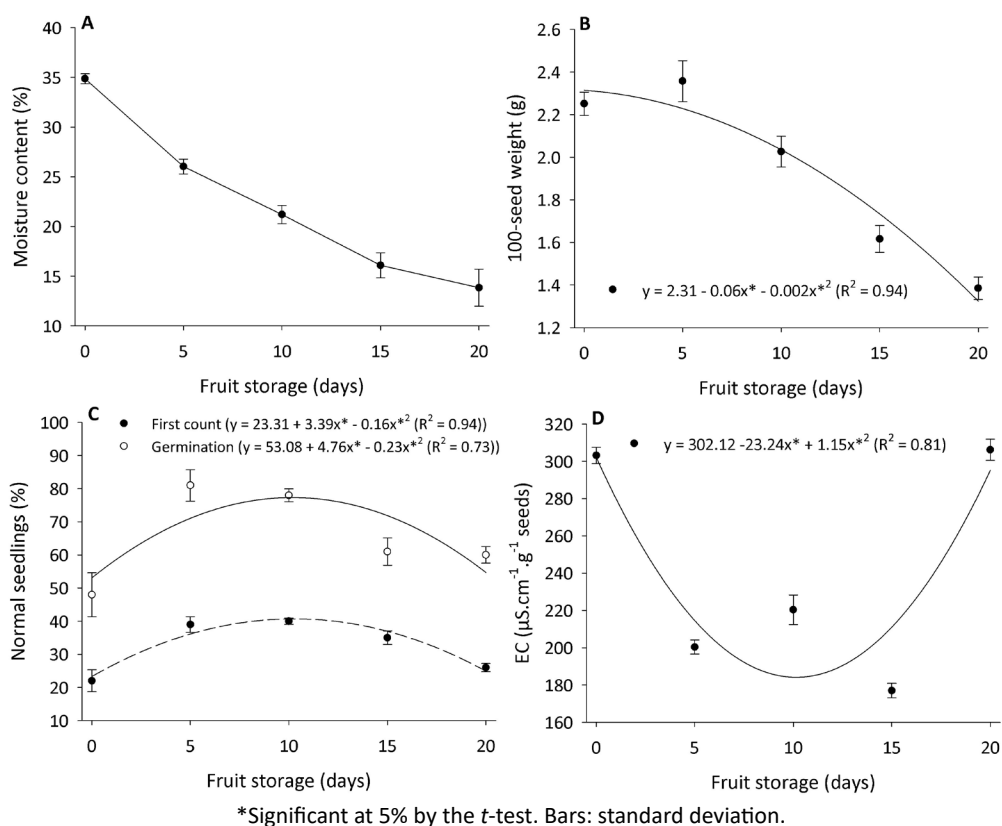 A
Moisture content (%)
40
35
30
25
20
15
10
0 5 10 15 20
Fruit storage (days)
B
100-seed weight (g)
2.6
2.4
2.2
2.0
1.8
1.6
1.4
1.2
y = 2.31 - 0.06x* - 0.002x*² (R² = 0.94)
0 5 10 15 20
Fruit storage (days)
C
First count (y = 23.31 + 3.39x* - 0.16x*² (R² = 0.94))
Germination (y = 53.08 + 4.76x* - 0.23x*² (R² = 0.73))
Normal seedlings (%)
100
90
80
70
60
50
40
30
20
10
0 5 10 15 20
Fruit storage (days)
D
y = 302.12 -23.24x* + 1.15x*² (R² = 0.81)
EC (µS.cm⁻¹.g⁻¹ seeds)
320
300
280
260
240
220
200
180
160
0 5 10 15 20
Fruit storage (days)
*Significant at 5% by the t-test. Bars: standard deviation.